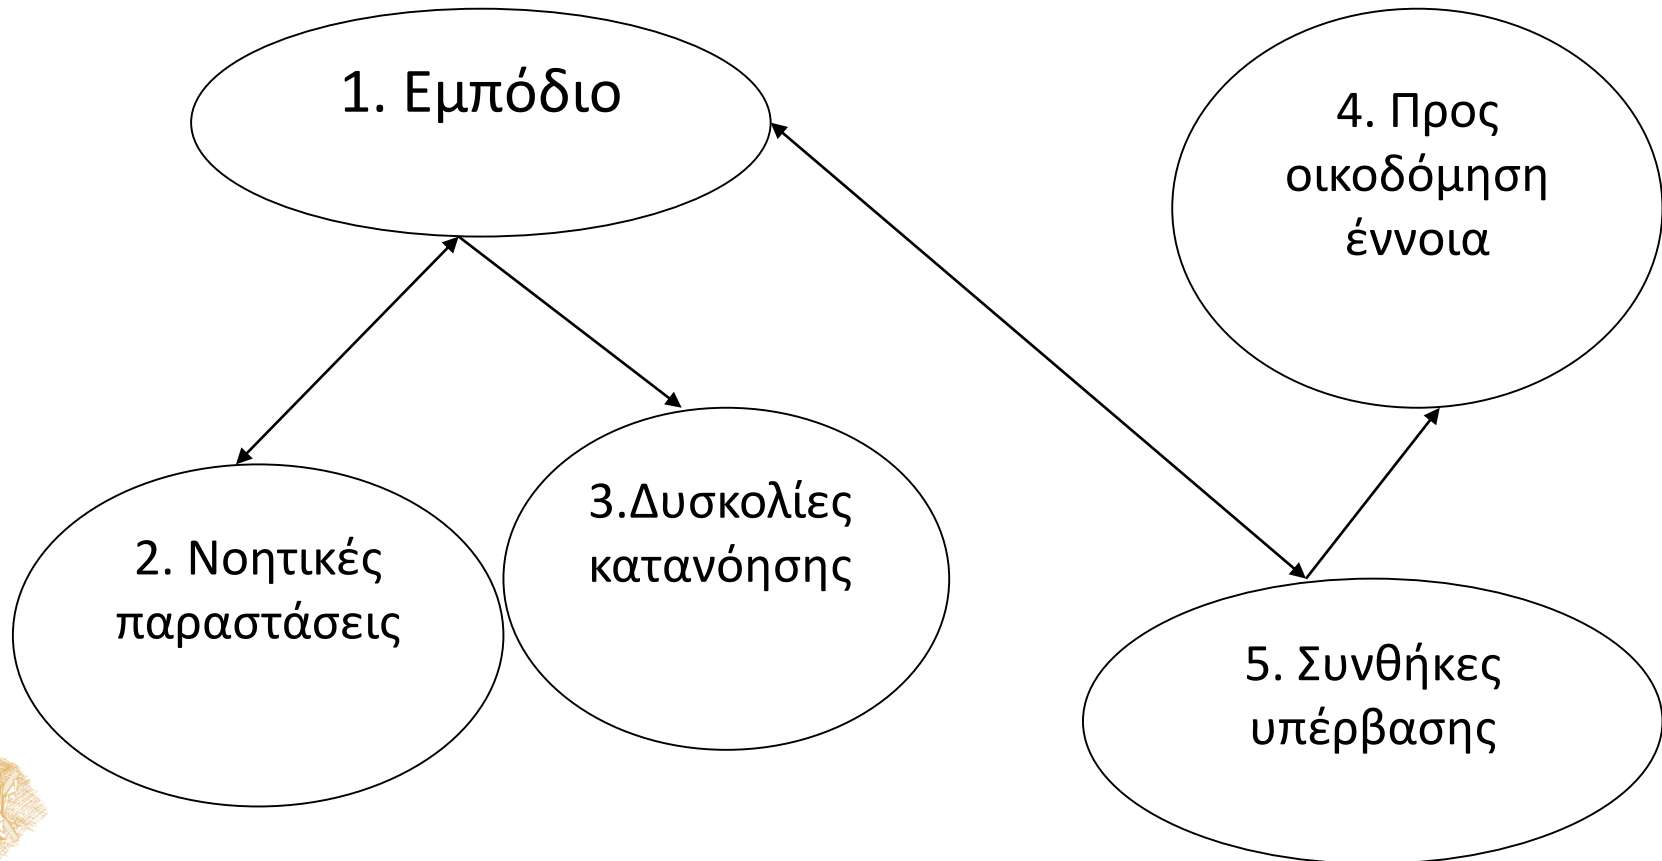 1. Εμπόδιο
2. Νοητικές
παραστάσεις
3.Δυσκολίες
κατανόησης
4. Προς
οικοδόμηση
έννοια
5. Συνθήκες
υπέρβασης